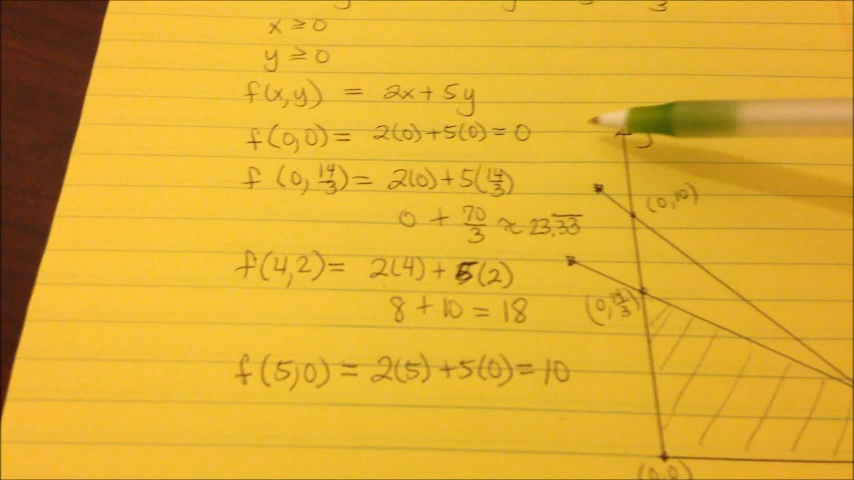 x ≥ 0
y ≥ 0
f(x,y) = 2x + 5y
f(0,0) = 2(0)+5(0) = 0
f(0,14/3) = 2(0)+5(14/3)
0 + 70/3 ≈ 23.33
f(4,2) = 2(4) + 5(2)
8 + 10 = 18
f(5,0) = 2(5)+5(0) = 10
y
(0,10)
(0,14/3)
(0,0)